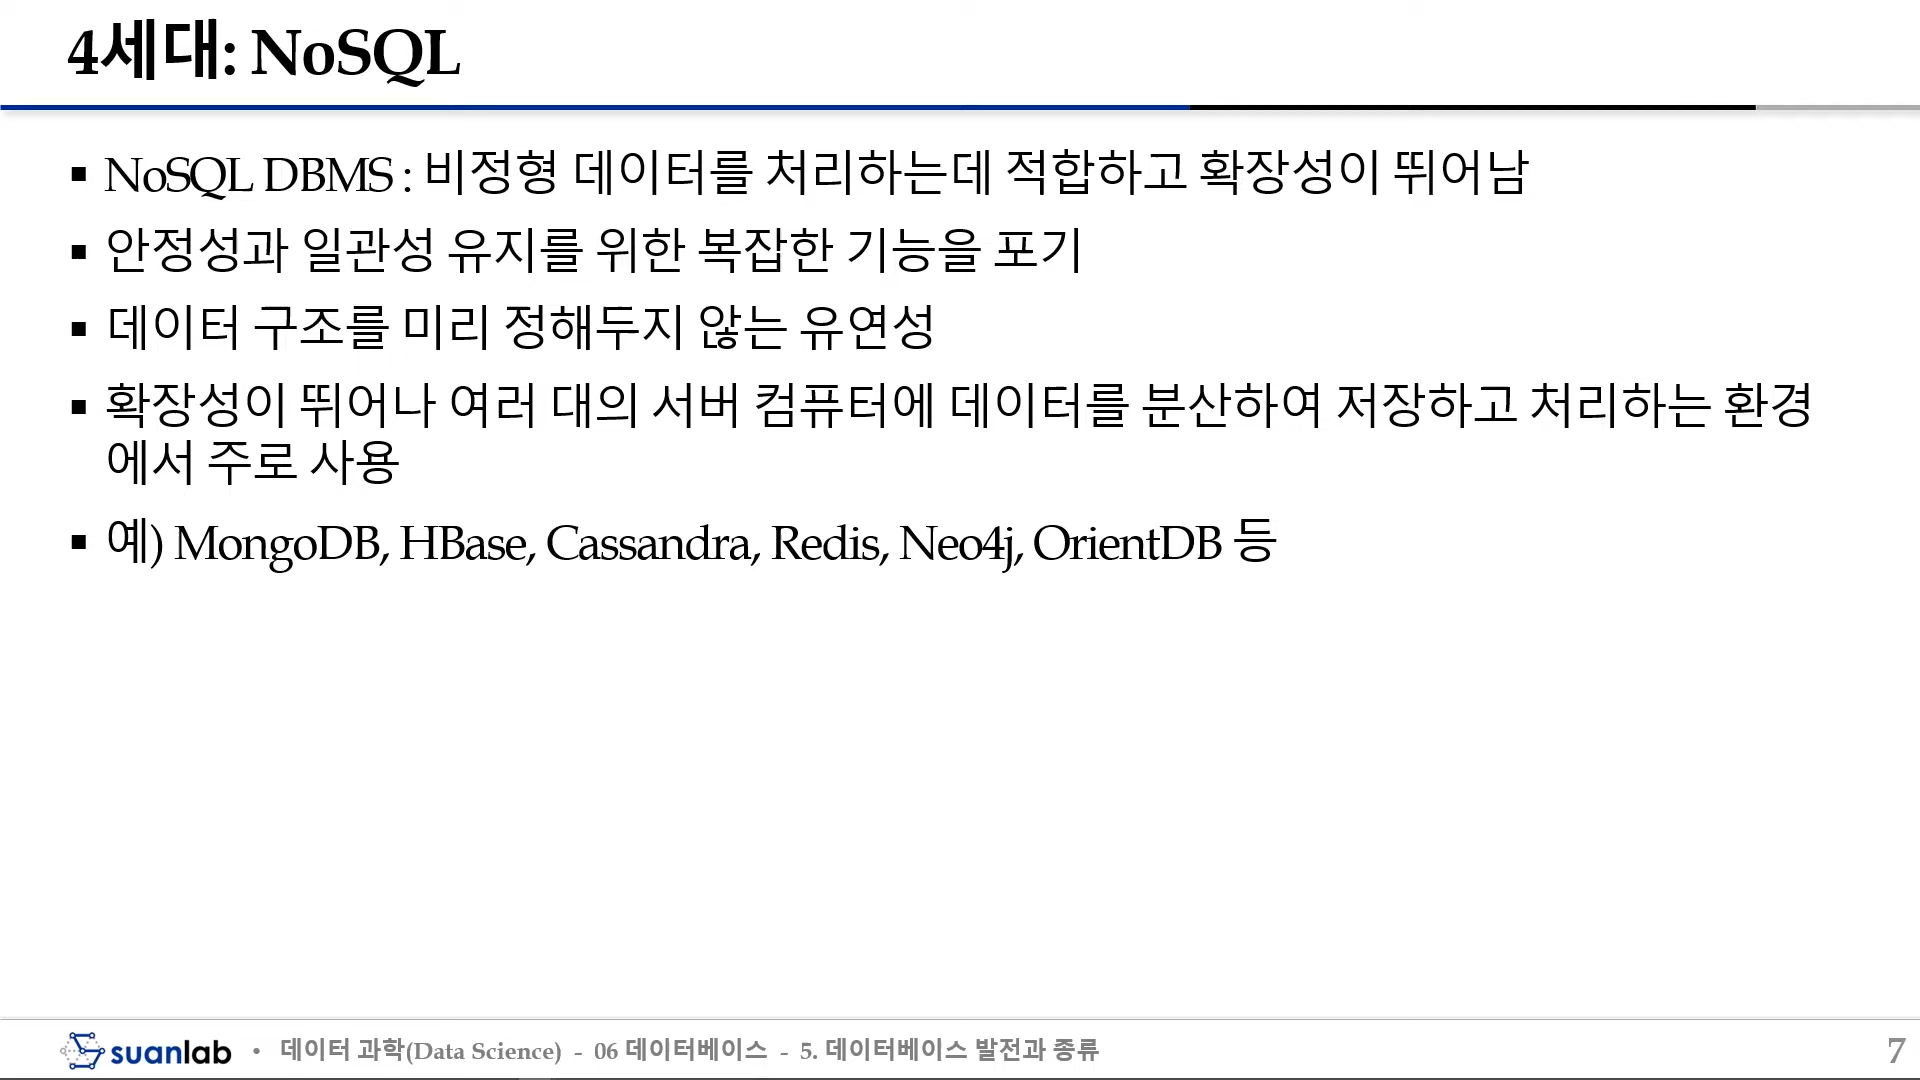 4세대: NoSQL
▪ NoSQL DBMS : 비정형 데이터를 처리하는데 적합하고 확장성이 뛰어남
▪ 안정성과 일관성 유지를 위한 복잡한 기능을 포기
▪ 데이터 구조를 미리 정해두지 않는 유연성
▪ 확장성이 뛰어나 여러 대의 서버 컴퓨터에 데이터를 분산하여 저장하고 처리하는 환경
에서 주로 사용
▪ 예) MongoDB, HBase, Cassandra, Redis, Neo4j, OrientDB 등
suanlab • 데이터 과학(Data Science) - 06 데이터베이스 - 5. 데이터베이스 발전과 종류
7